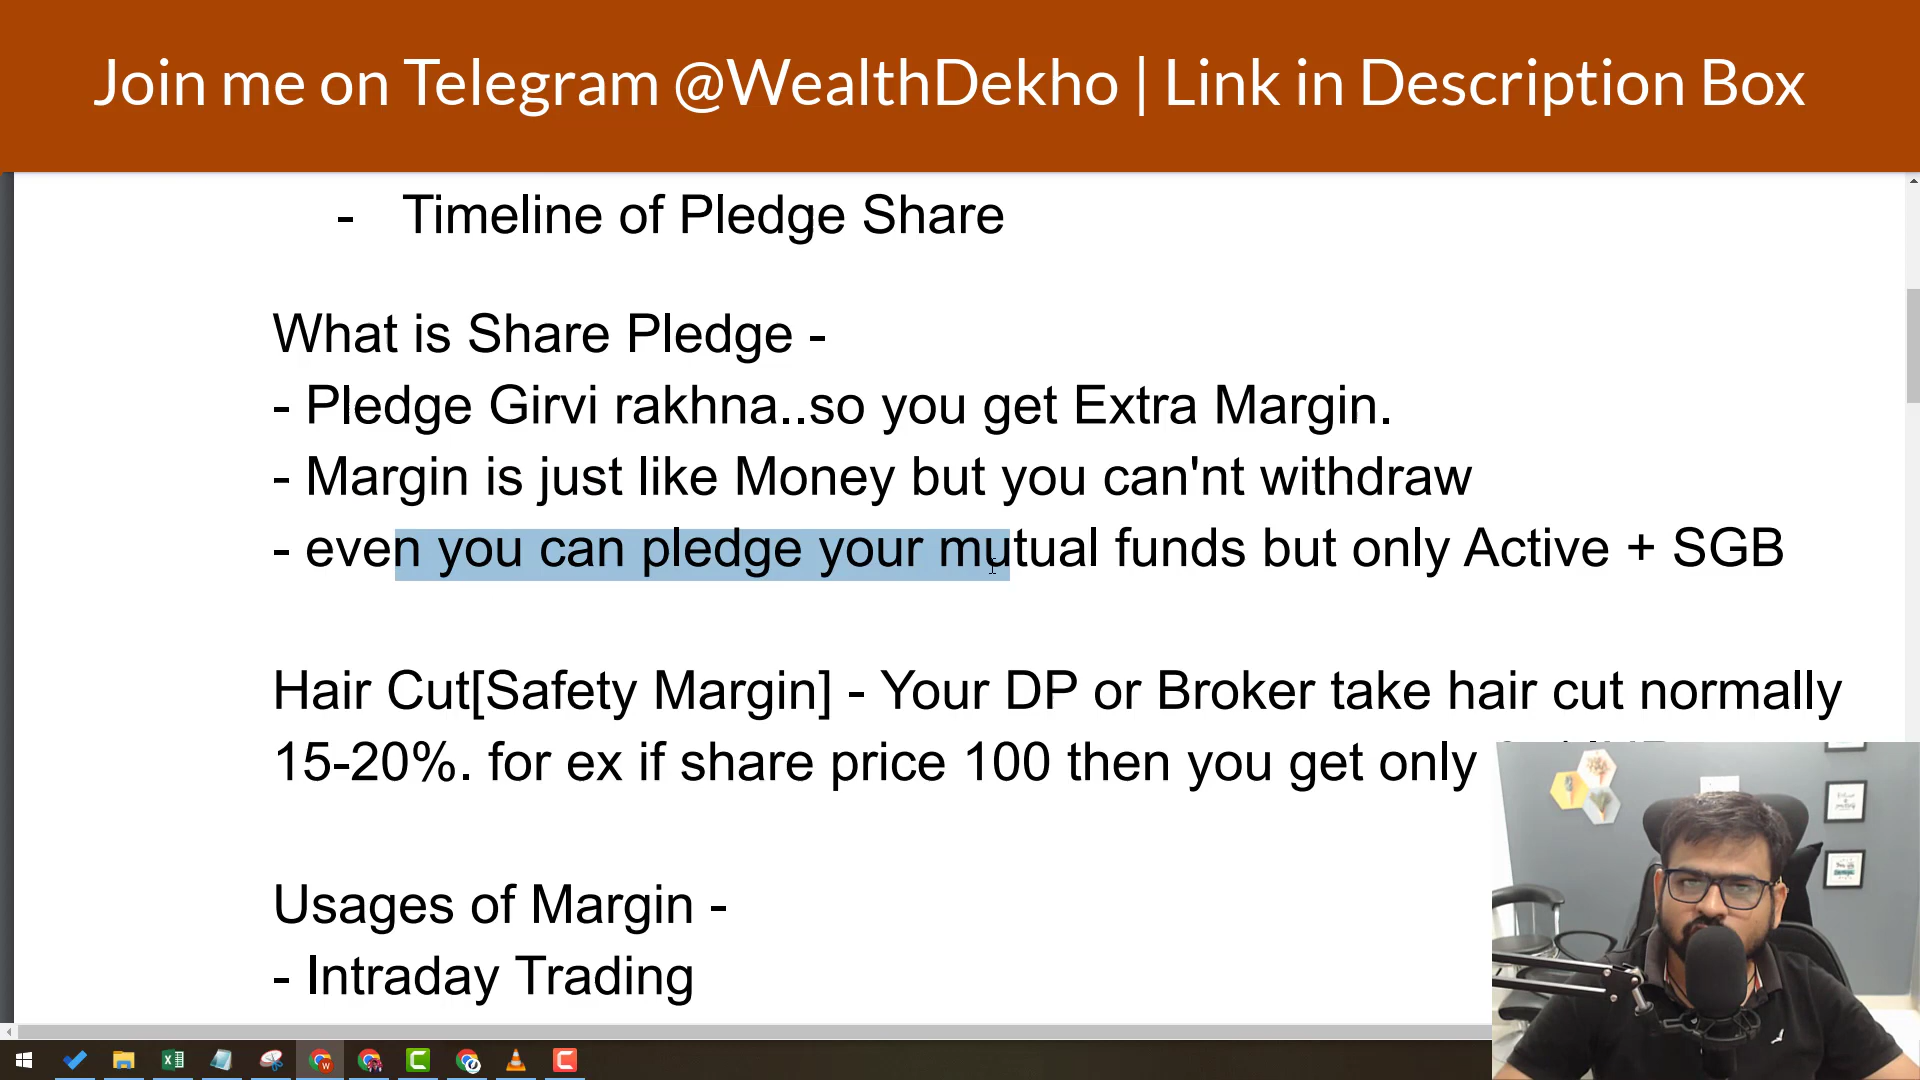 Join me on Telegram @WealthDekho | Link in Description Box
- Timeline of Pledge Share
What is Share Pledge -
- Pledge Girvi rakhna..so you get Extra Margin.
- Margin is just like Money but you can'nt withdraw
- even you can pledge your mutual funds but only Active + SGB
Hair Cut[Safety Margin] - Your DP or Broker take hair cut normally
15-20%. for ex if share price 100 then you get only
Usages of Margin -
- Intraday Trading